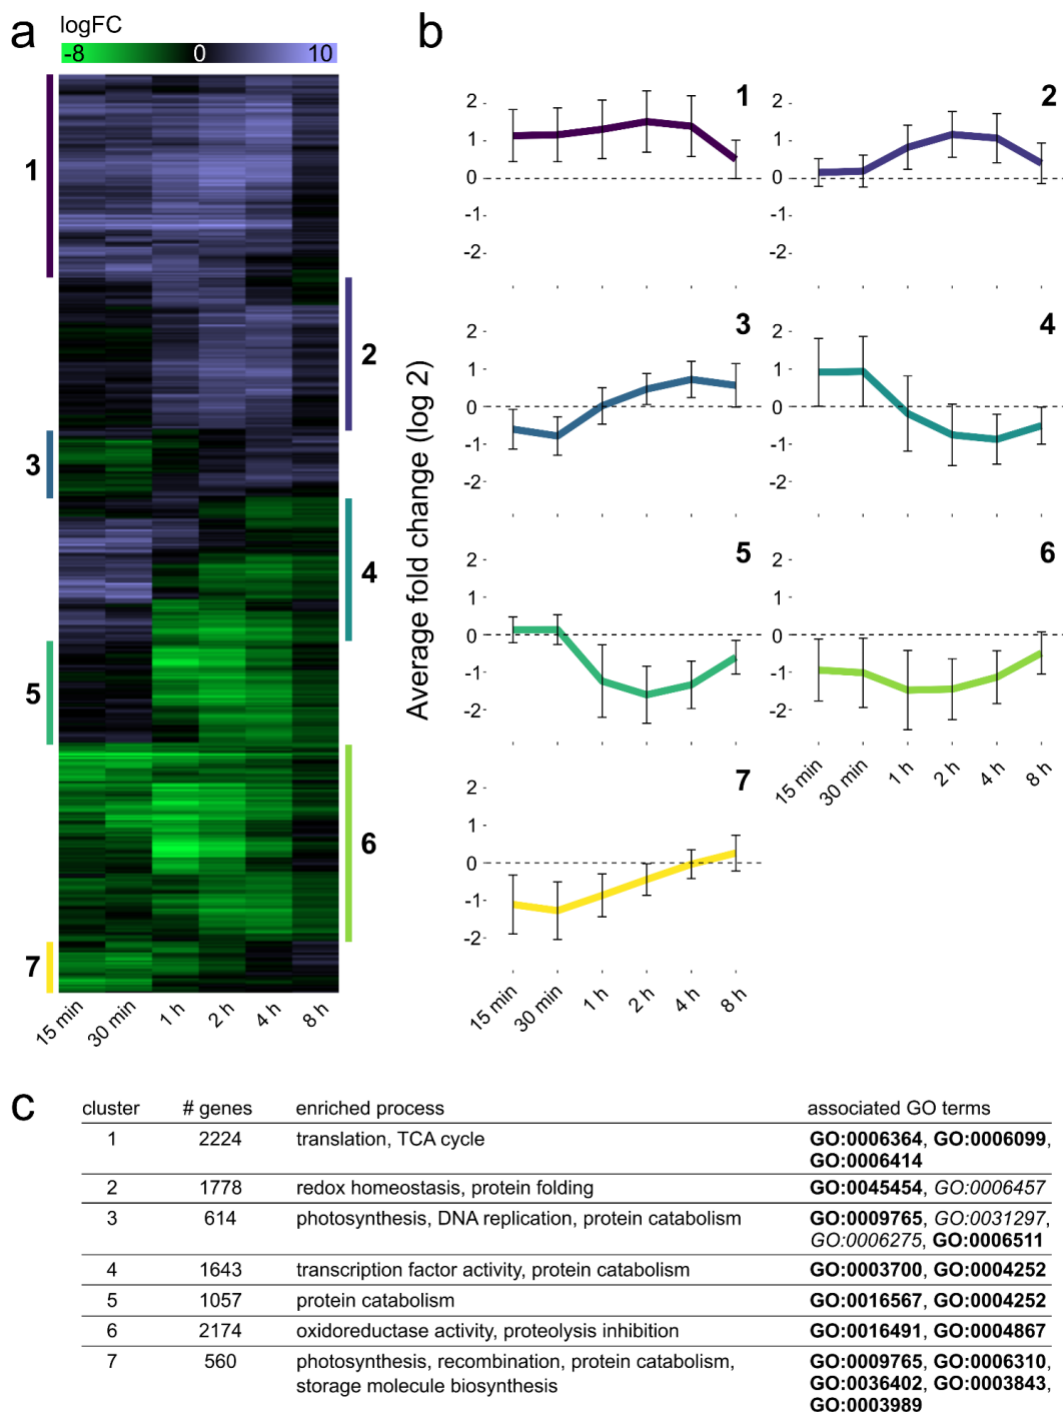 a
logFC
-8 0 10
1
2
3
4
5
6
7
15 min 30 min 1 h 2 h 4 h 8 h
b
Average fold change (log 2)
1
2
1
0
-1
-2
2
2
1
0
-1
-2
3
2
1
0
-1
-2
4
2
1
0
-1
-2
5
2
1
0
-1
-2
6
2
1
0
-1
-2
15 min 30 min 1 h 2 h 4 h 8 h
7
2
1
0
-1
-2
15 min 30 min 1 h 2 h 4 h 8 h
c
cluster # genes enriched process associated GO terms
1 2224 translation, TCA cycle GO:0006364, GO:0006099,
GO:0006414
2 1778 redox homeostasis, protein folding GO:0045454, GO:0006457
3 614 photosynthesis, DNA replication, protein catabolism GO:0009765, GO:0031297,
GO:0006275, GO:0006511
4 1643 transcription factor activity, protein catabolism GO:0003700, GO:0004252
5 1057 protein catabolism GO:0016567, GO:0004252
6 2174 oxidoreductase activity, proteolysis inhibition GO:0016491, GO:0004867
7 560 photosynthesis, recombination, protein catabolism, GO:0009765, GO:0006310,
storage molecule biosynthesis GO:0036402, GO:0003843,
GO:0003989